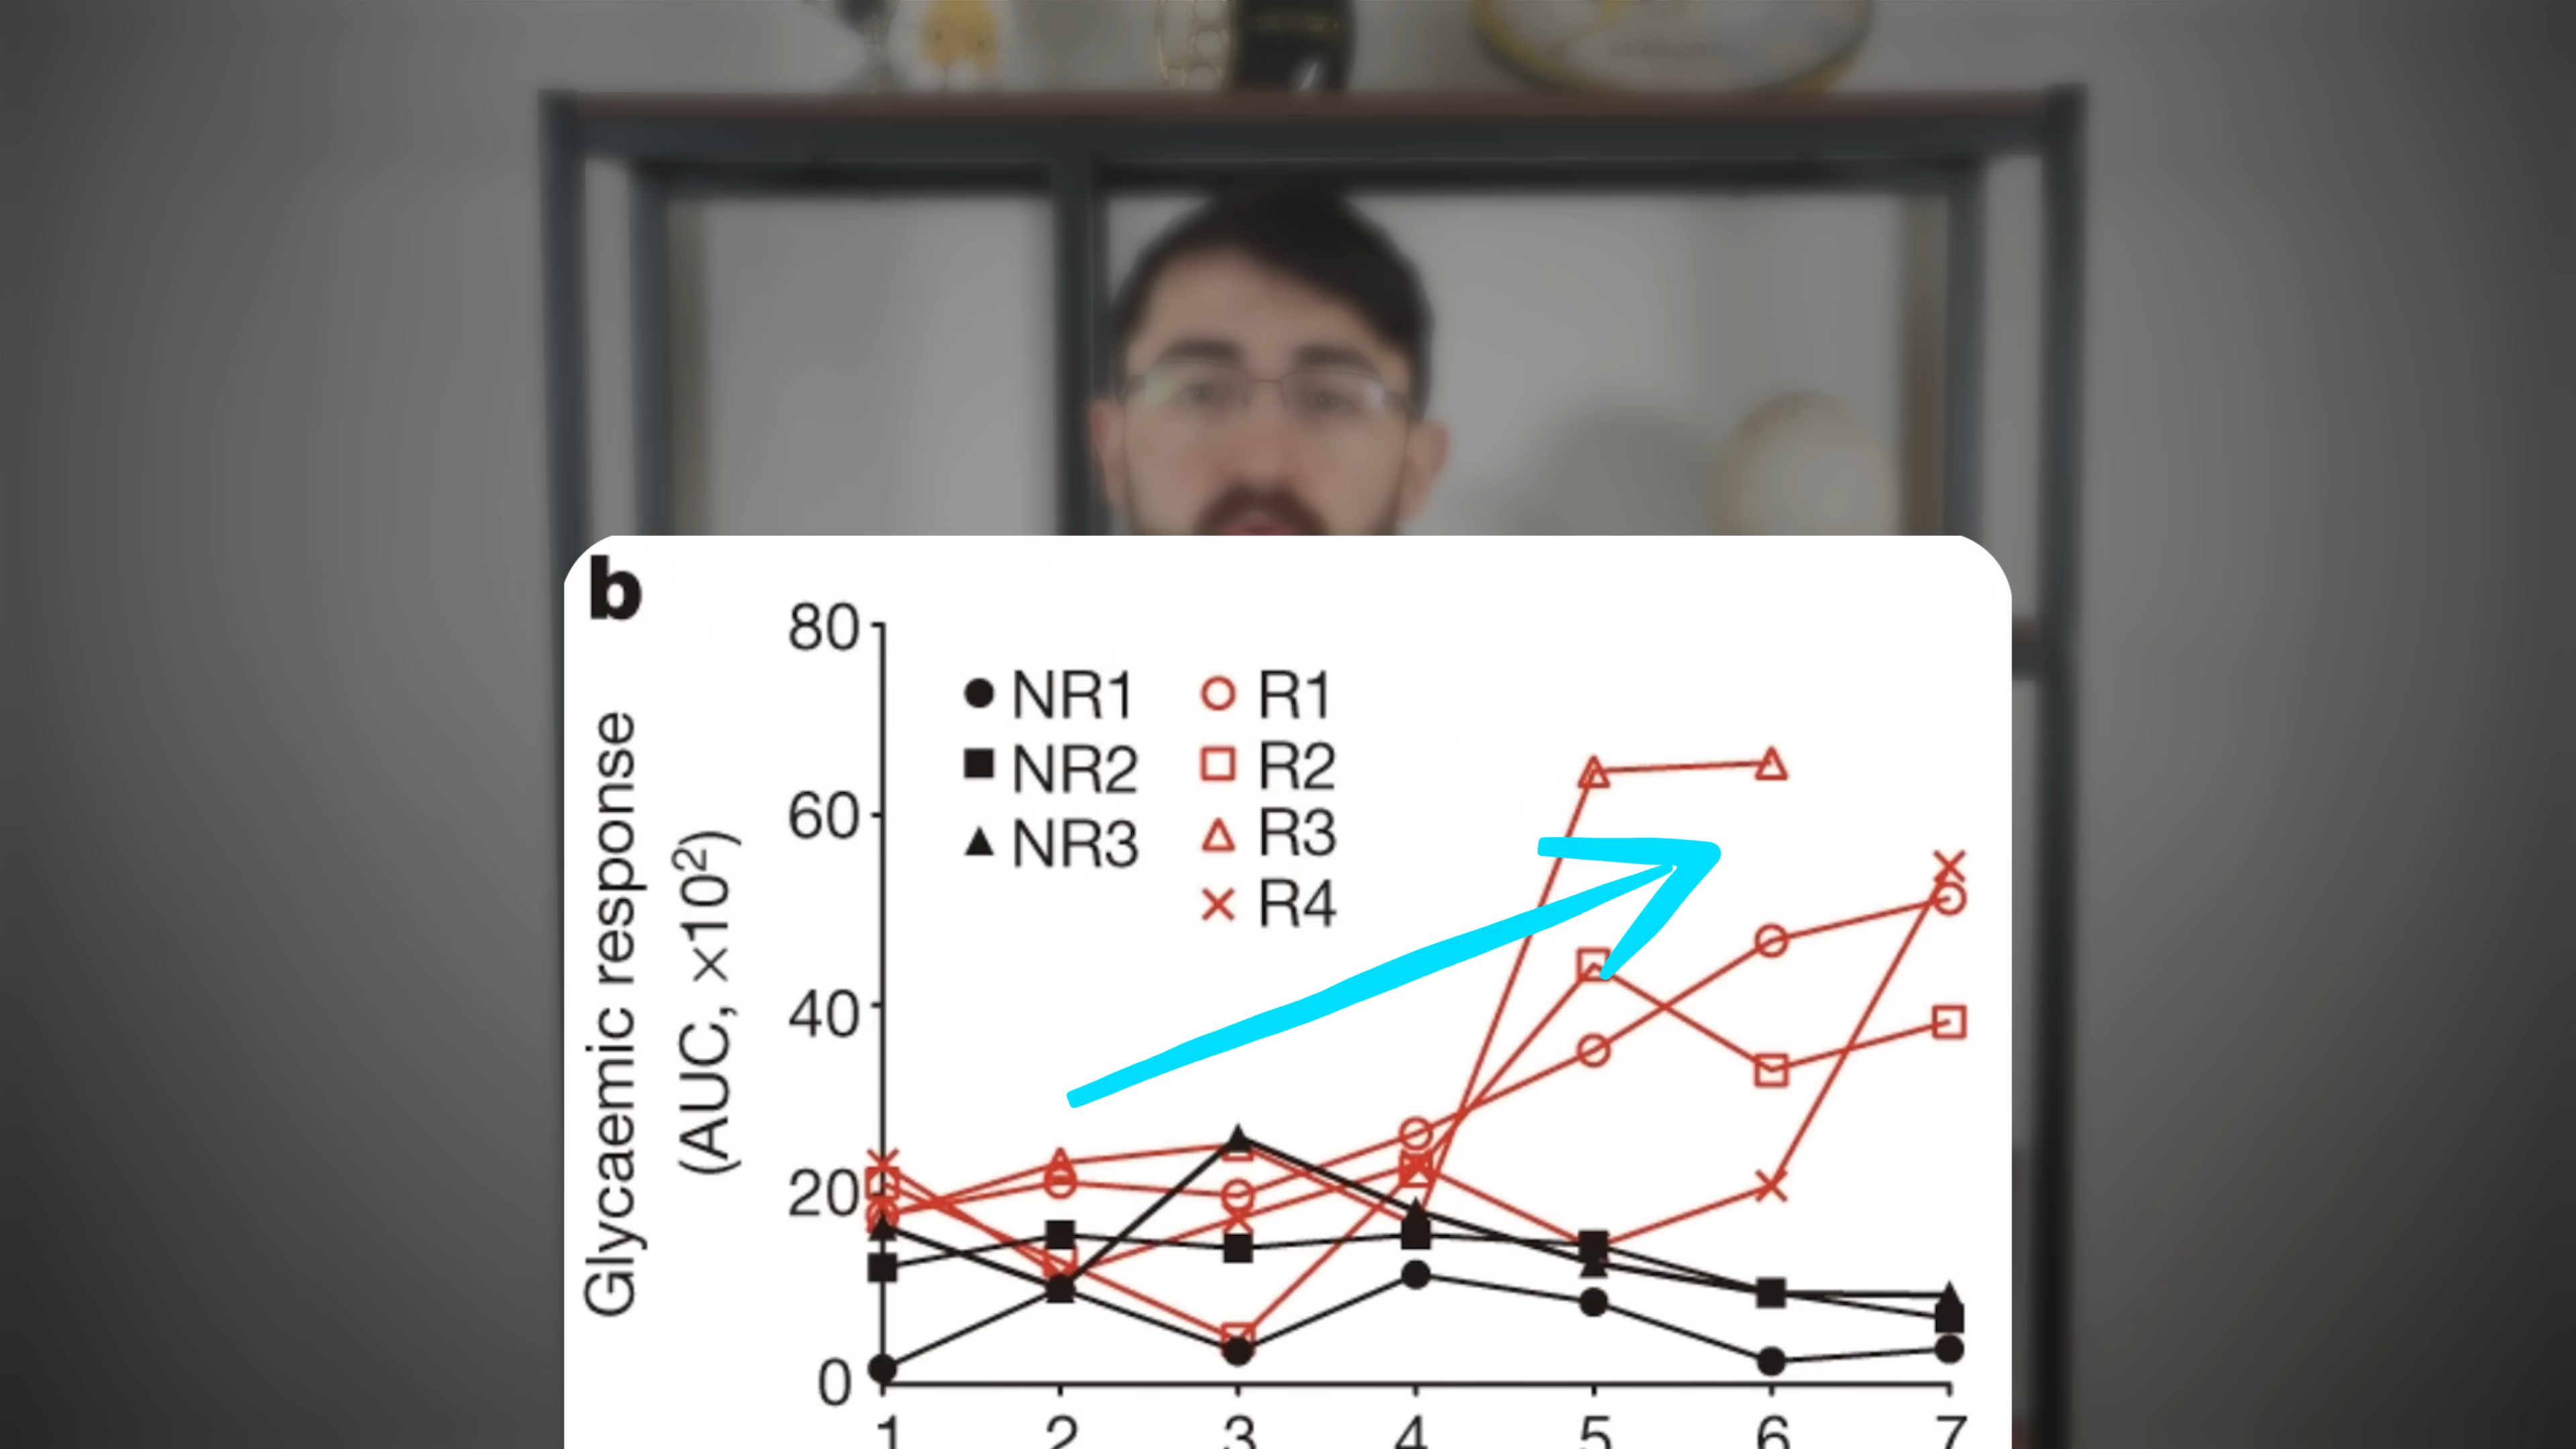 b
Glycaemic response
(AUC, ×10²)
80
60
40
20
0
NR1
NR2
NR3
R1
R2
R3
R4
1 2 3 4 5 6 7